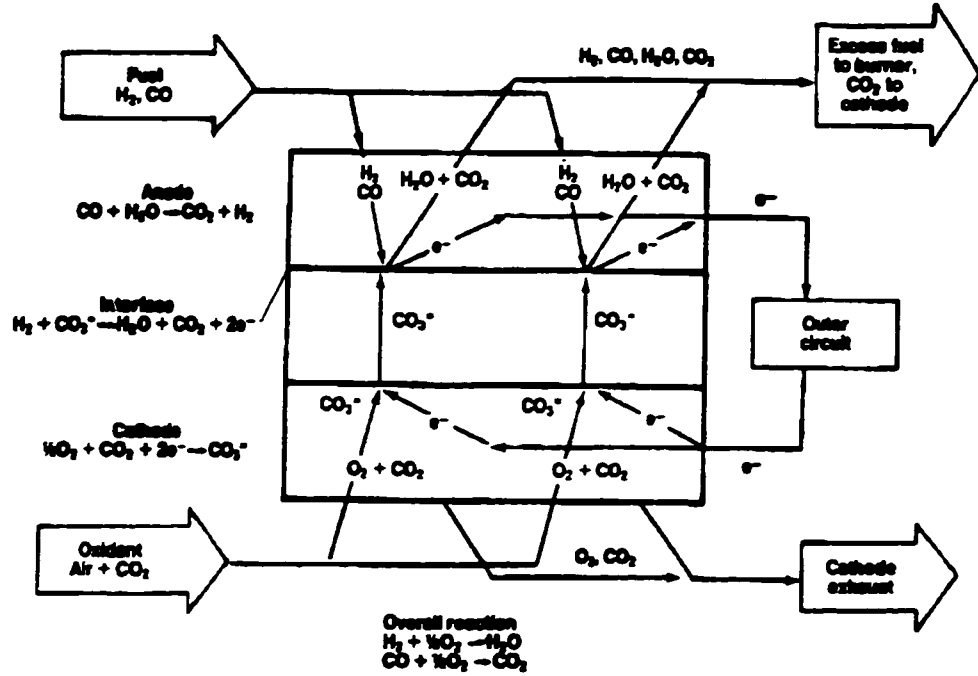 Fuel
H₂, CO
H₂, CO, H₂O, CO₂
Excess fuel
to burner,
CO₂ to
cathode
H₂
CO
H₂O + CO₂
H₂
CO
H₂O + CO₂
Anode
CO + H₂O → CO₂ + H₂
e⁻
e⁻
e⁻
Interface
H₂ + CO₃⁼ → H₂O + CO₂ + 2e⁻
CO₃⁼
CO₃⁼
Outer
circuit
CO₃⁼
CO₃⁼
Cathode
½O₂ + CO₂ + 2e⁻ → CO₃⁼
e⁻
e⁻
e⁻
O₂ + CO₂
O₂ + CO₂
Oxidant
Air + CO₂
O₂, CO₂
Cathode
exhaust
Overall reaction
H₂ + ½O₂ → H₂O
CO + ½O₂ → CO₂